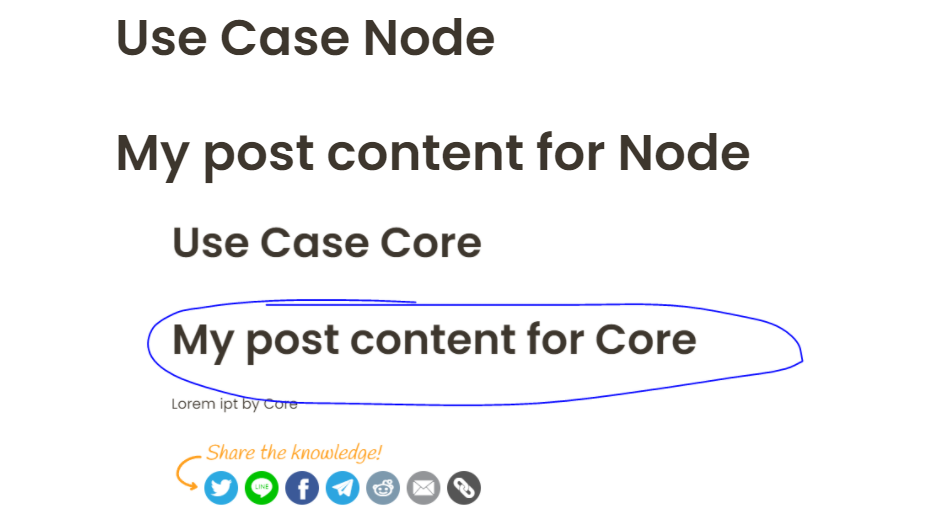 Use Case Node
My post content for Node
Use Case Core
My post content for Core
Lorem ipt by Core
Share the knowledge!
LINE